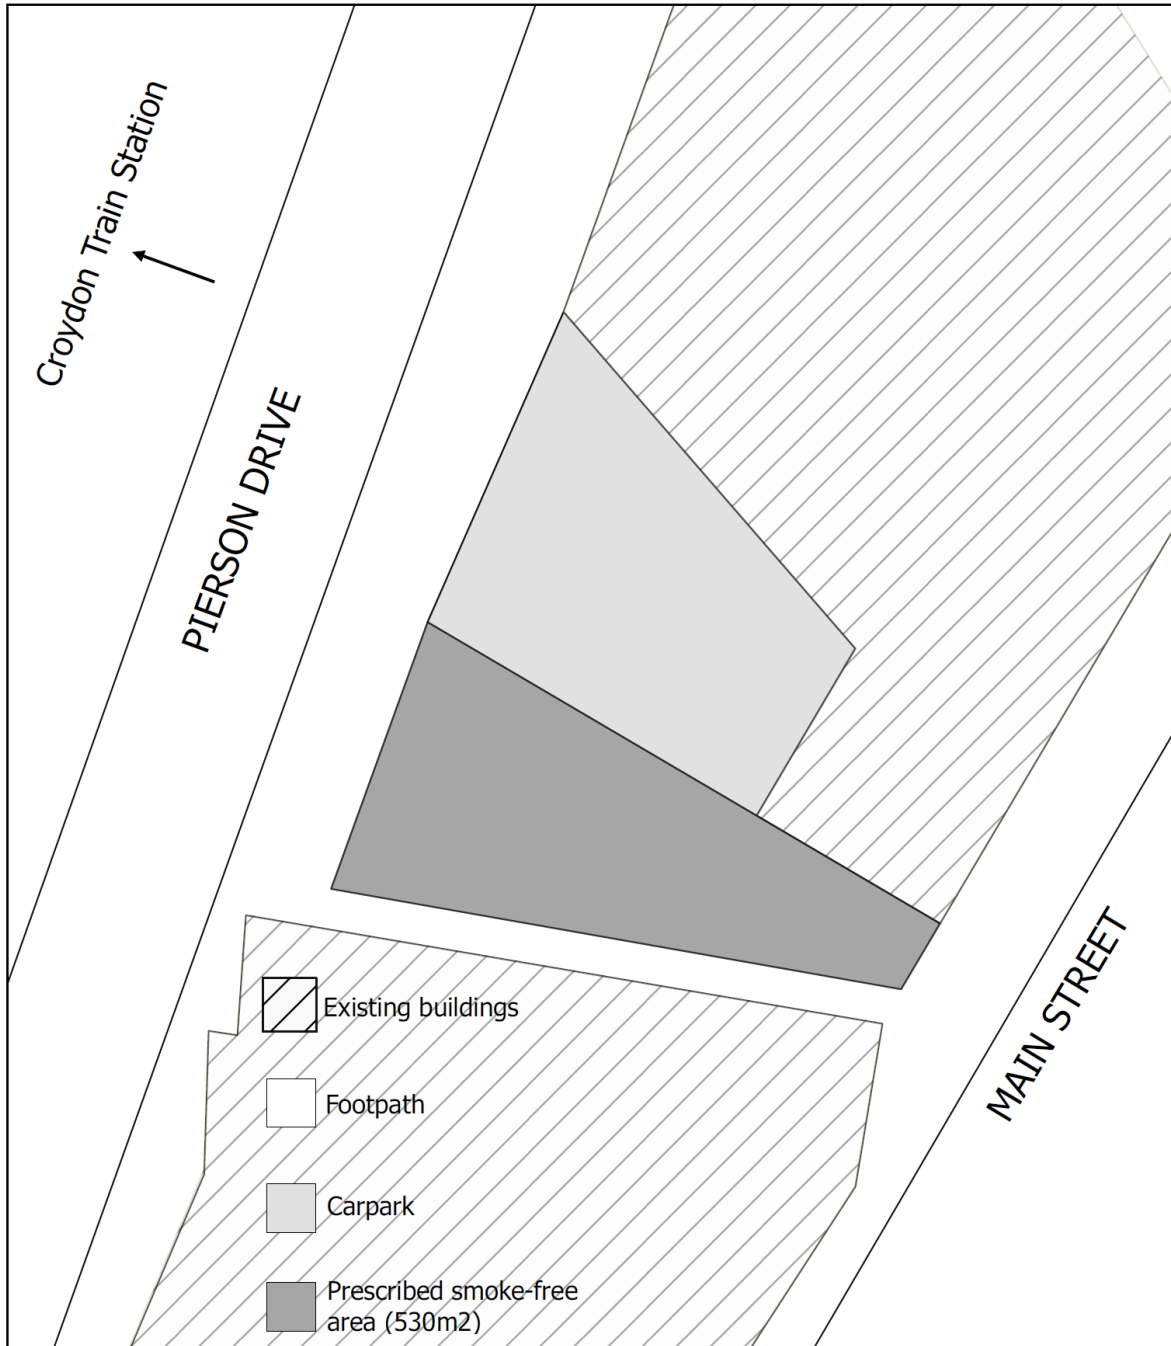 Croydon Train Station
PIERSON DRIVE
MAIN STREET
Existing buildings
Footpath
Carpark
Prescribed smoke-free
area (530m2)